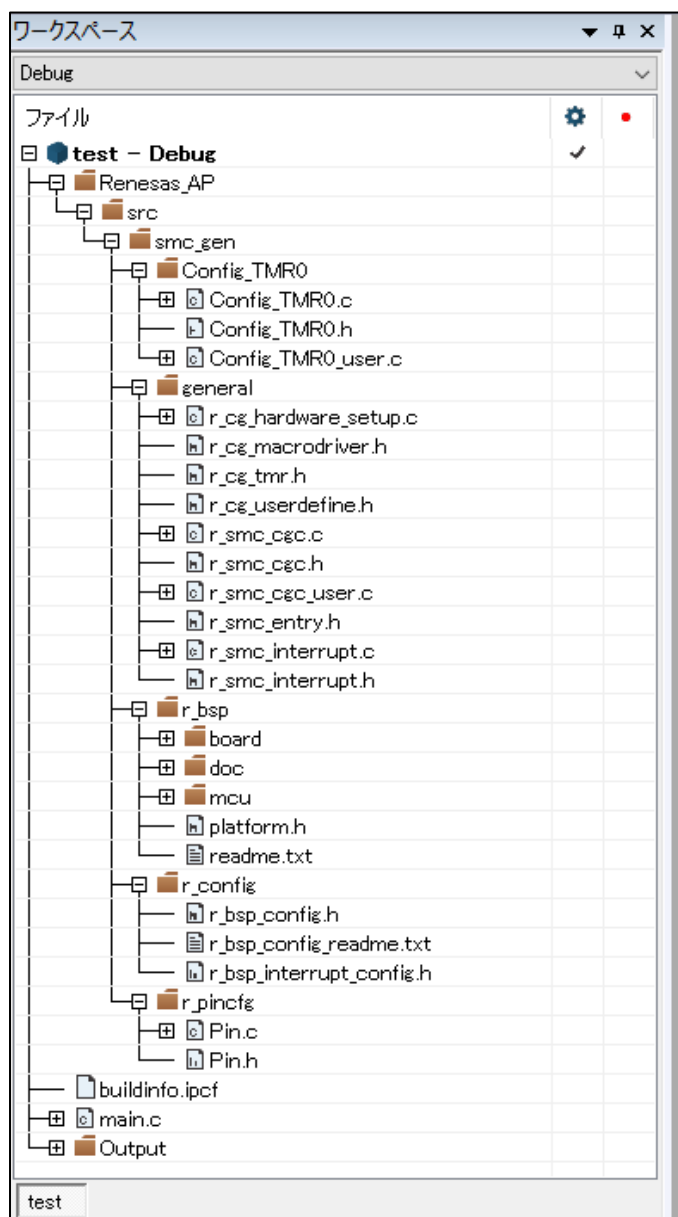 ワークスペース
Debug
ファイル
test - Debug
Renesas_AP
src
smc_gen
Config_TMR0
Config_TMR0.c
Config_TMR0.h
Config_TMR0_user.c
general
r_cg_hardware_setup.c
r_cg_macrodriver.h
r_cg_tmr.h
r_cg_userdefine.h
r_smc_cgc.c
r_smc_cgc.h
r_smc_cgc_user.c
r_smc_entry.h
r_smc_interrupt.c
r_smc_interrupt.h
r_bsp
board
doc
mcu
platform.h
readme.txt
r_config
r_bsp_config.h
r_bsp_config_readme.txt
r_bsp_interrupt_config.h
r_pincfg
Pin.c
Pin.h
buildinfo.ipcf
main.c
Output
test